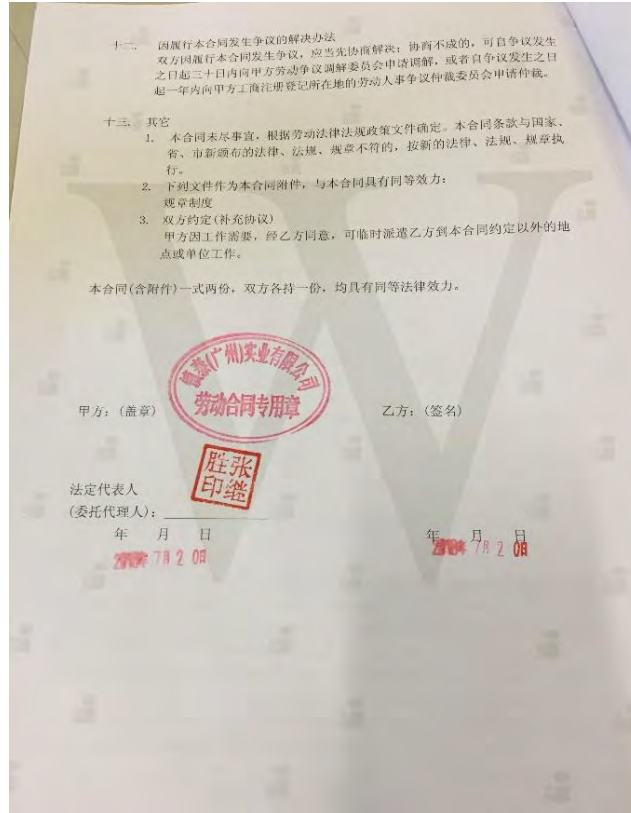 十二、 因履行本合同发生争议的解决办法
双方因履行本合同发生争议，应当先协商解决；协商不成的，可自争议发生
之日起三十日内向甲方劳动争议调解委员会申请调解，或者自争议发生之日
起一年内向甲方工商注册登记所在地的劳动人事争议仲裁委员会申请仲裁。
十三、 其它
1. 本合同未尽事宜，根据劳动法律法规政策文件确定。本合同条款与国家、
省、市新颁布的法律、法规、规章不符的，按新的法律、法规、规章执
行。
2. 下列文件作为本合同附件，与本合同具有同等效力：
规章制度
3. 双方约定(补充协议)
甲方因工作需要，经乙方同意，可临时派遣乙方到本合同约定以外的地
点或单位工作。
本合同(含附件)一式两份，双方各持一份，均具有同等法律效力。
(广州)实业有限公司
劳动合同专用章
甲方：(盖章)
乙方：(签名)
张继
胜印
法定代表人
(委托代理人)：
年 月 日
年 月 日
7月20日
7月20日
W